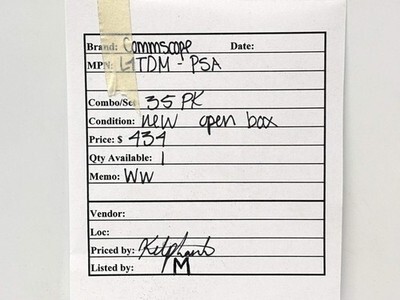 Brand: Commscope Date:
MPN: LTDM - PSA
Combo/Set 35 PK
Condition: new open box
Price: $ 434
Qty Available: 1
Memo: WW
Vendor:
Loc:
Priced by:
Listed by: M